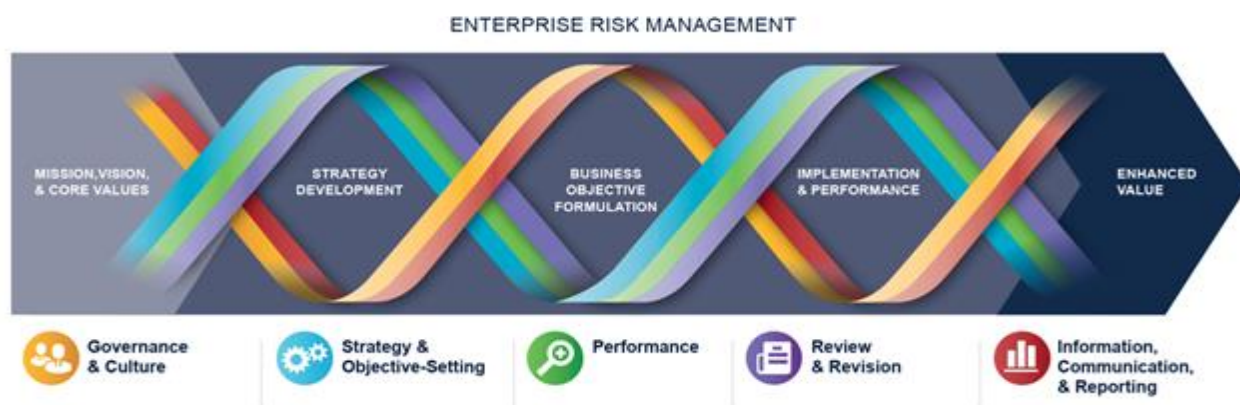 ENTERPRISE RISK MANAGEMENT
MISSION,VISION,
& CORE VALUES
STRATEGY
DEVELOPMENT
BUSINESS
OBJECTIVE
FORMULATION
IMPLEMENTATION
& PERFORMANCE
ENHANCED
VALUE
Governance
& Culture
Strategy &
Objective-Setting
Performance
Review
& Revision
Information,
Communication,
& Reporting